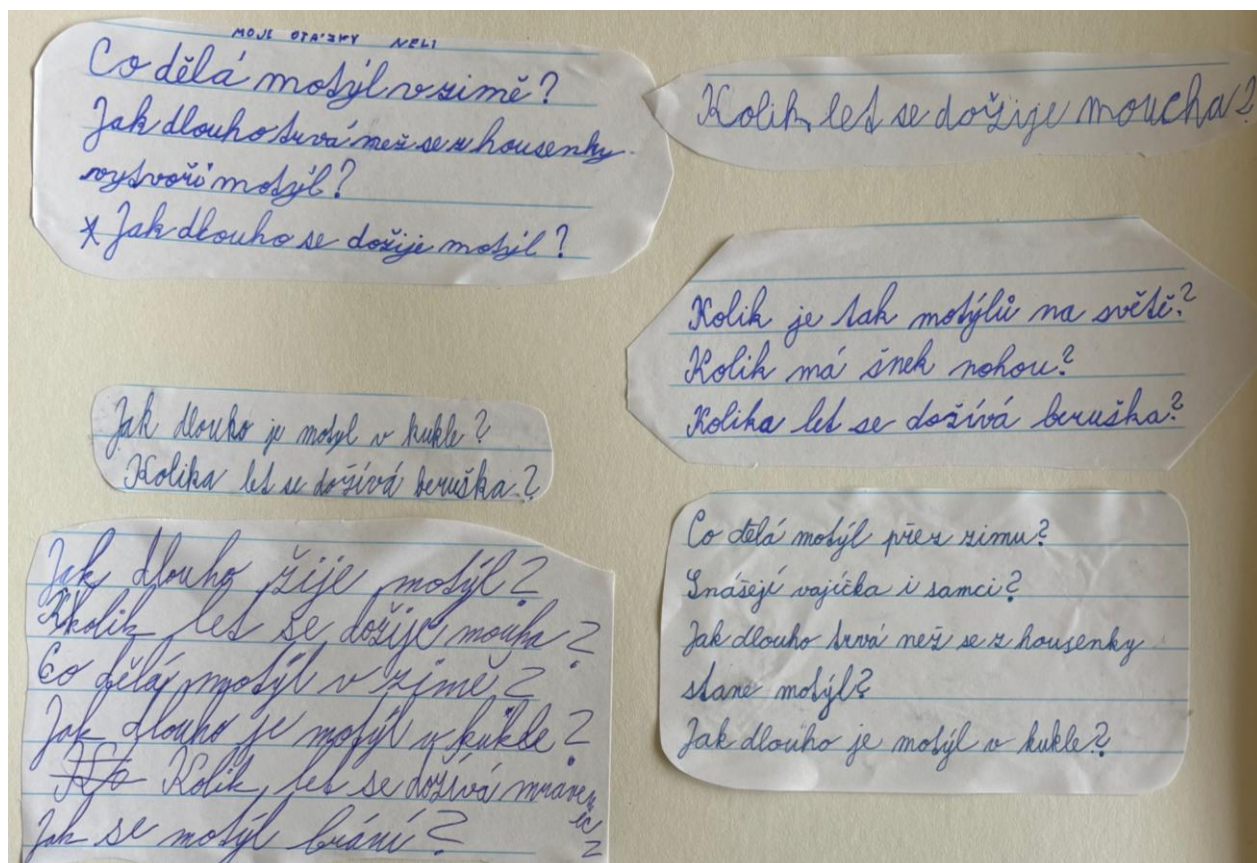 MOJE OTÁZKY NELI
Co dělá motýl v zimě?
Jak dlouho trvá než se z housenky
vytvoří motýl?
* Jak dlouho se dožije motýl?
Kolik let se dožije moucha?
Kolik je tak motýlů na světě?
Kolik má šnek nohou?
Kolika let se dožívá beruška?
Jak dlouho je motýl v kukle?
Kolika let se dožívá beruška?
Jak dlouho žije motýl?
Kolik let se dožije mouha?
Co dělá motýl v zimě?
Jak dlouho je motýl v kukle?
Kolik let se dožívá mravenec?
Jak se motýl brání?
Co dělá motýl přez zimu?
Snášejí vajíčka i samci?
Jak dlouho trvá než se z housenky
stane motýl?
Jak dlouho je motýl v kukle?